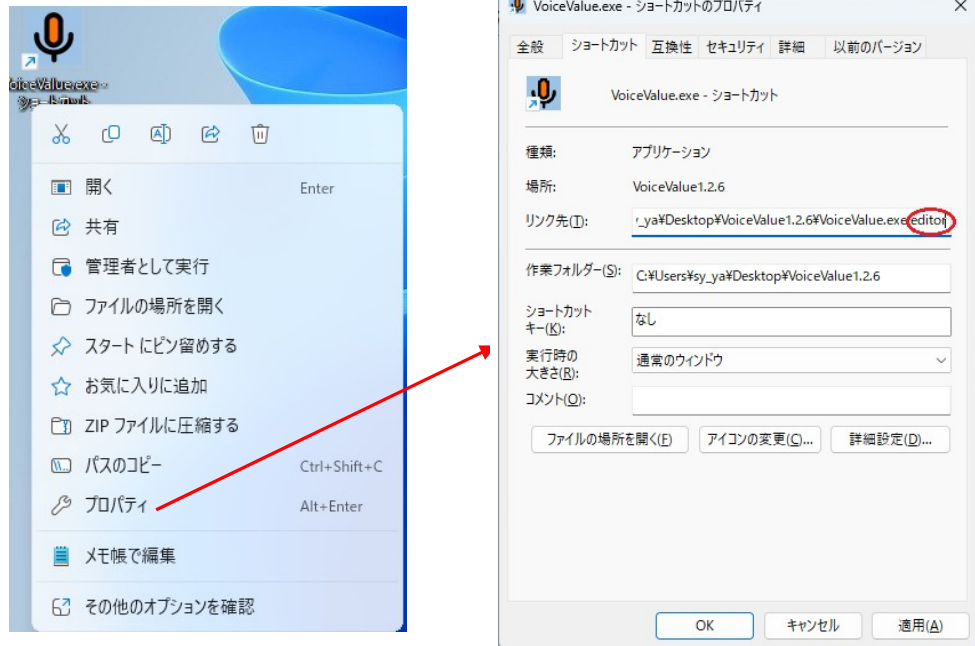 VoiceValue.exe -
ショートカット
開く Enter
共有
管理者として実行
ファイルの場所を開く
スタート にピン留めする
お気に入りに追加
ZIP ファイルに圧縮する
パスのコピー Ctrl+Shift+C
プロパティ Alt+Enter
メモ帳で編集
その他のオプションを確認
VoiceValue.exe - ショートカットのプロパティ
全般 ショートカット 互換性 セキュリティ 詳細 以前のバージョン
VoiceValue.exe - ショートカット
種類: アプリケーション
場所: VoiceValue1.2.6
リンク先(T): _ya¥Desktop¥VoiceValue1.2.6¥VoiceValue.exe editor
作業フォルダー(S): C:¥Users¥sy_ya¥Desktop¥VoiceValue1.2.6
ショートカット
キー(K): なし
実行時の
大きさ(R): 通常のウィンドウ
コメント(O):
ファイルの場所を開く(F) アイコンの変更(C)... 詳細設定(D)...
OK キャンセル 適用(A)